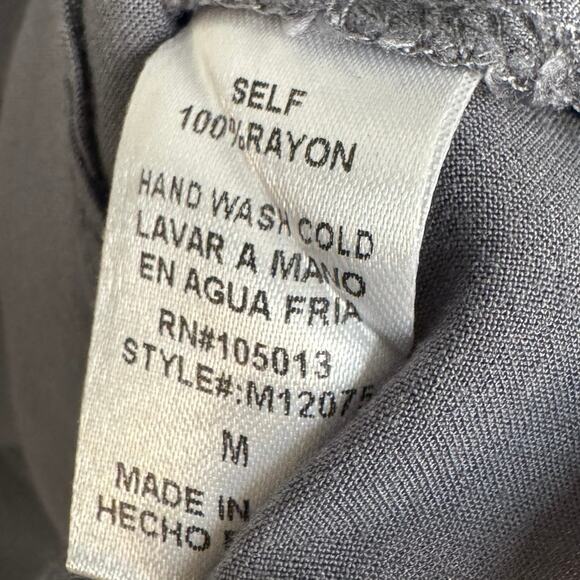 SELF
100%RAYON
HAND WASH COLD
LAVAR A MANO
EN AGUA FRIA
RN#105013
STYLE#:M12075
M
MADE IN
HECHO